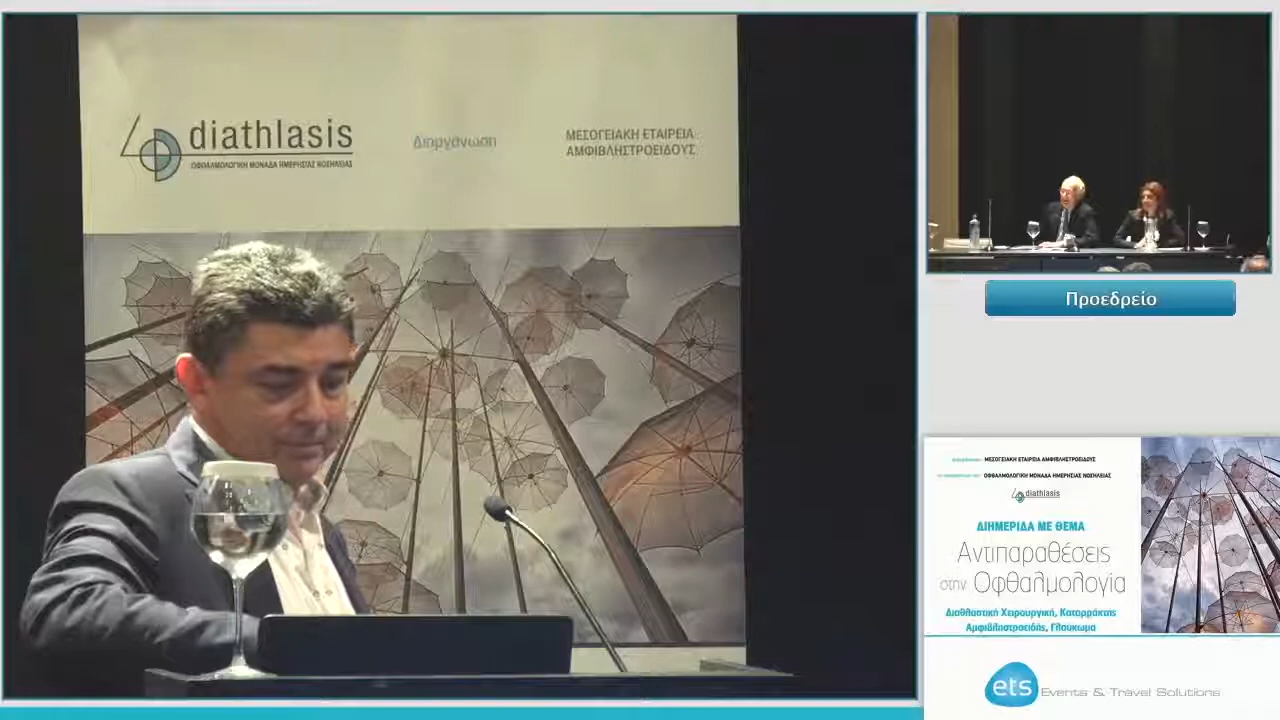 diathlasis
ΟΦΘΑΛΜΟΛΟΓΙΚΗ ΜΟΝΑΔΑ ΗΜΕΡΗΣΙΑΣ ΝΟΣΗΛΕΙΑΣ
Διοργάνωση
ΜΕΣΟΓΕΙΑΚΗ ΕΤΑΙΡΕΙΑ
ΑΜΦΙΒΛΗΣΤΡΟΕΙΔΟΥΣ
Προεδρείο
ΜΕΣΟΓΕΙΑΚΗ ΕΤΑΙΡΕΙΑ ΑΜΦΙΒΛΗΣΤΡΟΕΙΔΟΥΣ
ΟΦΘΑΛΜΟΛΟΓΙΚΗ ΜΟΝΑΔΑ ΗΜΕΡΗΣΙΑΣ ΝΟΣΗΛΕΙΑΣ
diathlasis
ΔΙΗΜΕΡΙΔΑ ΜΕ ΘΕΜΑ
Αντιπαραθέσεις
στην Οφθαλμολογία
Διαθλαστική Χειρουργική, Καταρράκτης
Αμφιβληστροειδής, Γλαύκωμα
ets Events & Travel Solutions